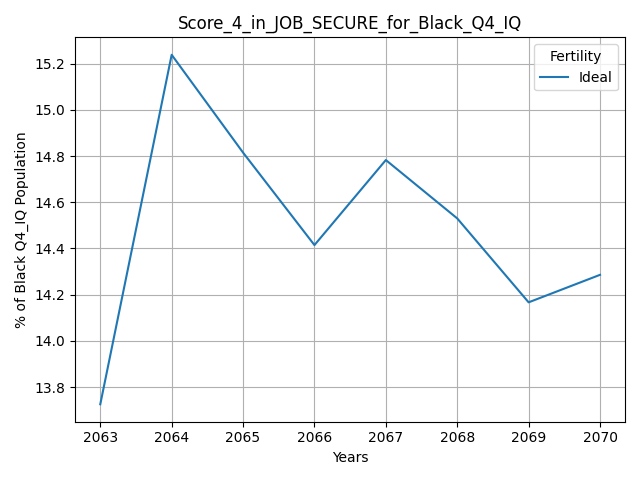 Score_4_in_JOB_SECURE_for_Black_Q4_IQ
Fertility
Ideal
% of Black Q4_IQ Population
15.2
15.0
14.8
14.6
14.4
14.2
14.0
13.8
2063 2064 2065 2066 2067 2068 2069 2070
Years